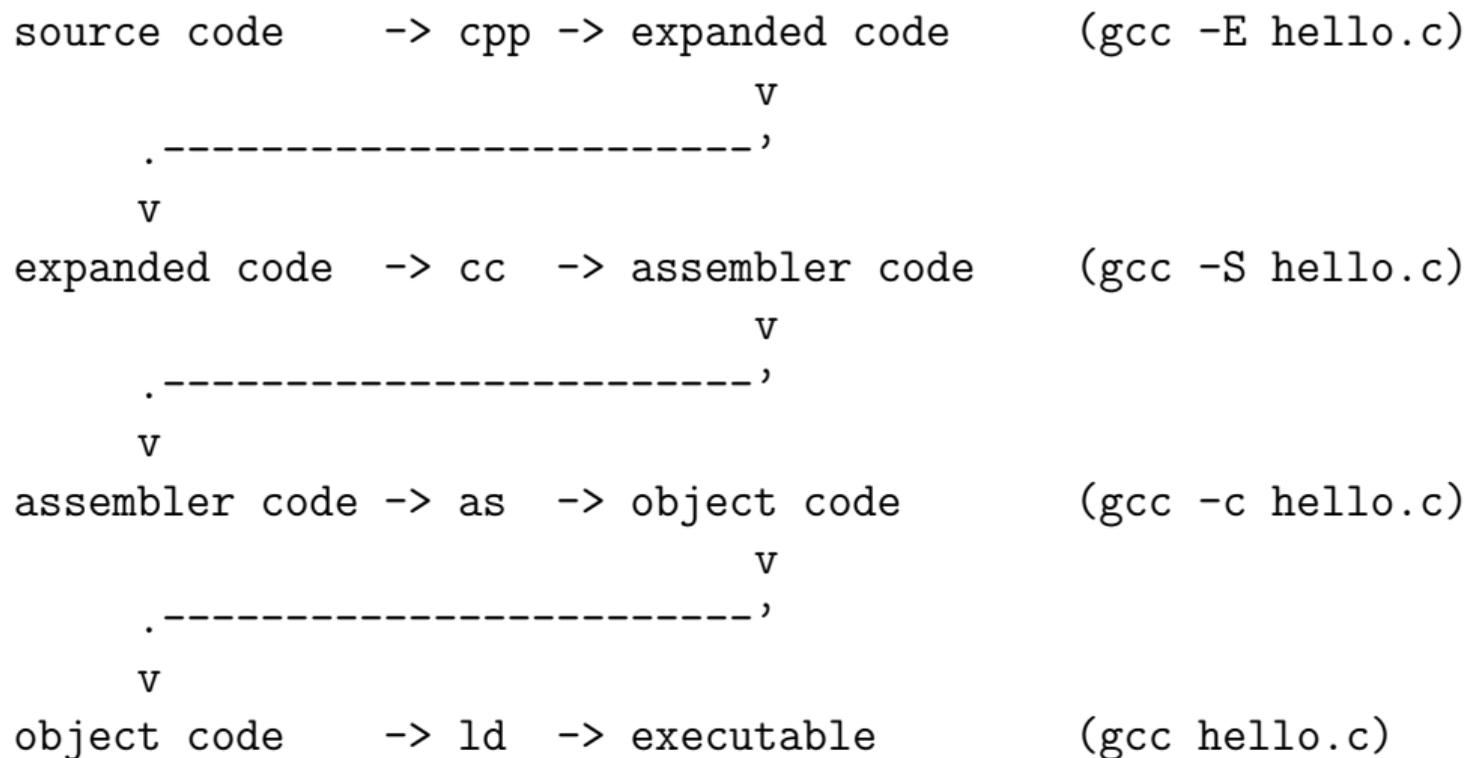 source code    -> cpp -> expanded code     (gcc -E hello.c)
                              v
     .------------------------’
     v
expanded code  -> cc  -> assembler code    (gcc -S hello.c)
                              v
     .------------------------’
     v
assembler code -> as  -> object code       (gcc -c hello.c)
                              v
     .------------------------’
     v
object code    -> ld  -> executable        (gcc hello.c)